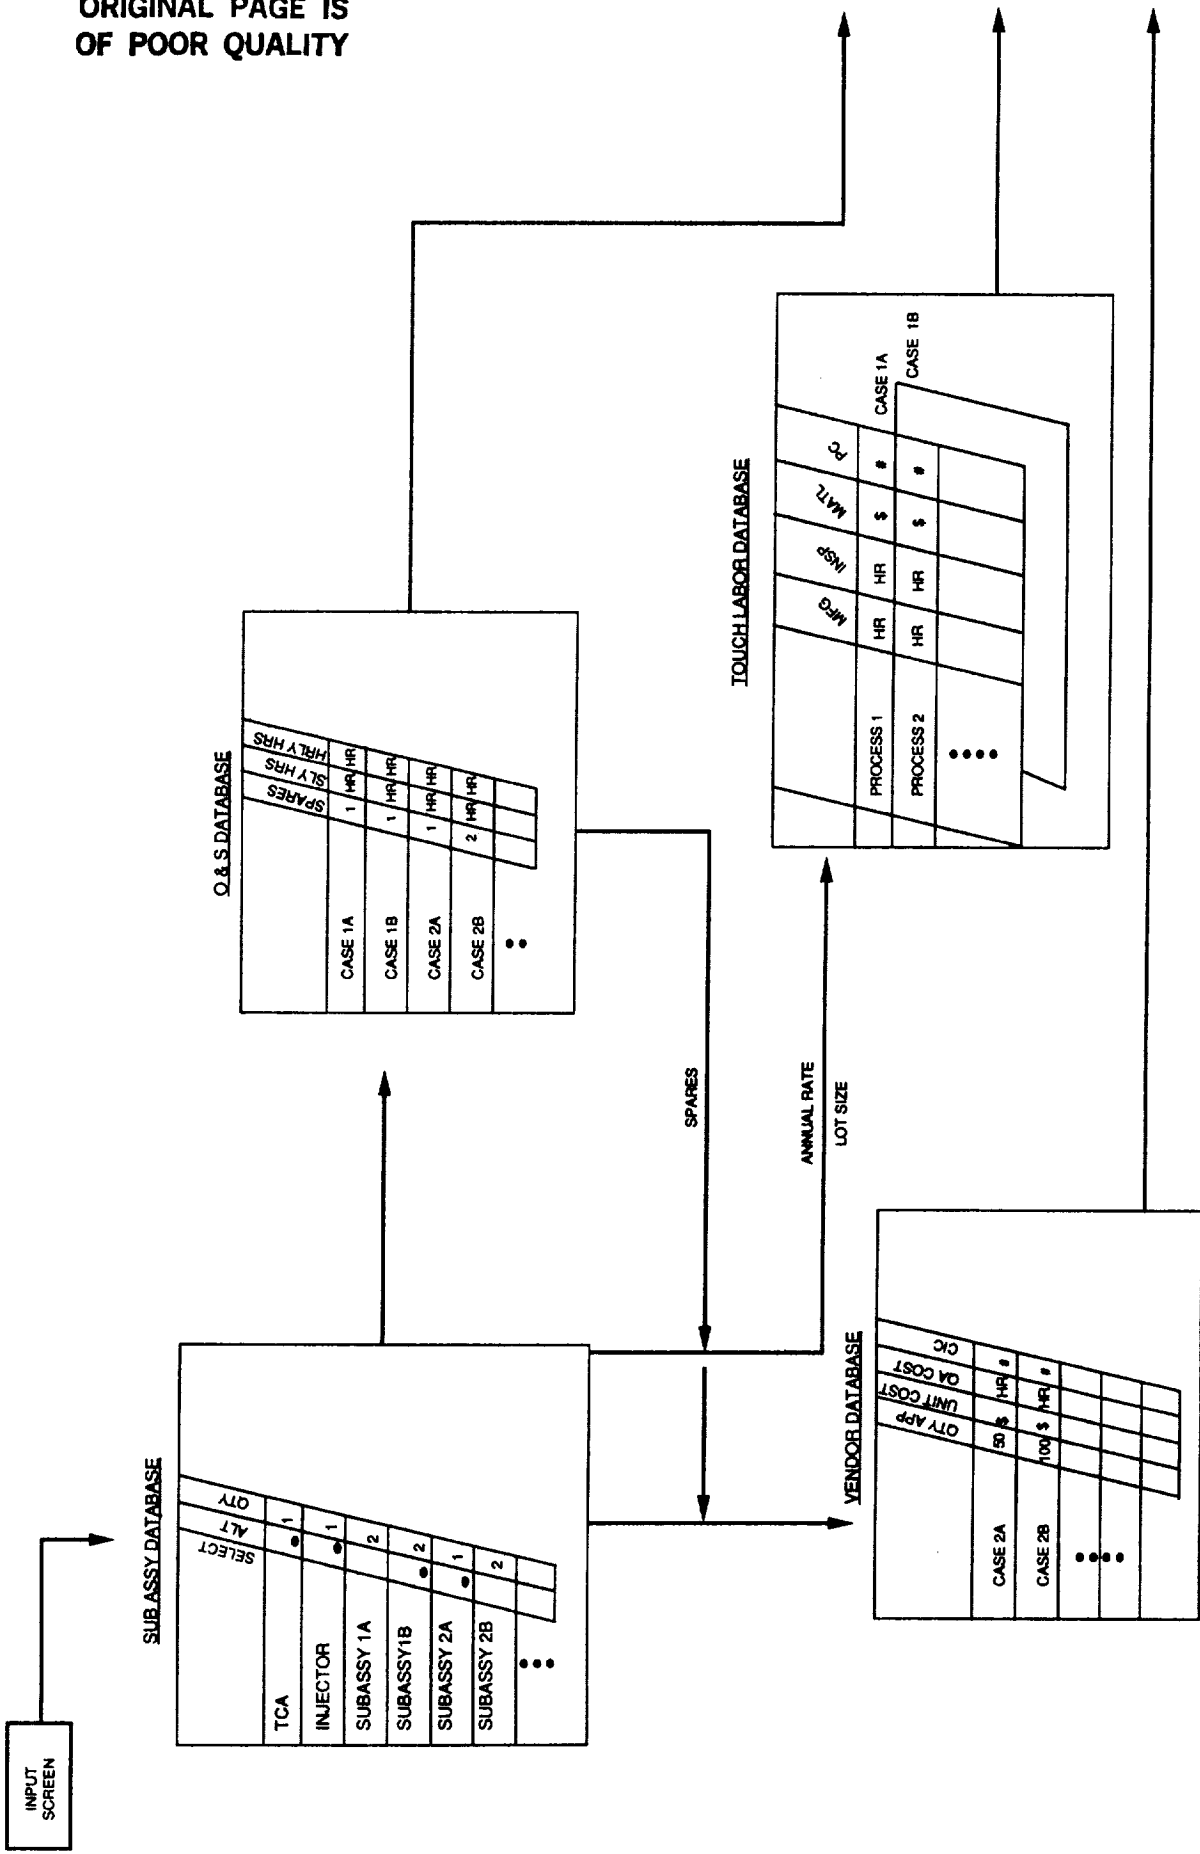 ORIGINAL PAGE IS
OF POOR QUALITY
INPUT
SCREEN
SUB ASSY DATABASE
SELECT ALT QTY
TCA • 1
INJECTOR • 1
SUBASSY 1A 2
SUBASSY1B • 2
SUBASSY 2A • 1
SUBASSY 2B 2
•••
O & S DATABASE
SPARES SLY HRS HRLY HRS
CASE 1A 1 HR HR
CASE 1B 1 HR HR
CASE 2A 1 HR HR
CASE 2B 2 HR HR
••
SPARES
ANNUAL RATE
LOT SIZE
VENDOR DATABASE
QTY APP UNIT COST QA COST CIC
CASE 2A 50 $ HR #
CASE 2B 100 $ HR #
••••
TOUCH LABOR DATABASE
MFG INSP MATL PC
PROCESS 1 HR HR $ # CASE 1A
PROCESS 2 HR HR $ # CASE 1B
••••